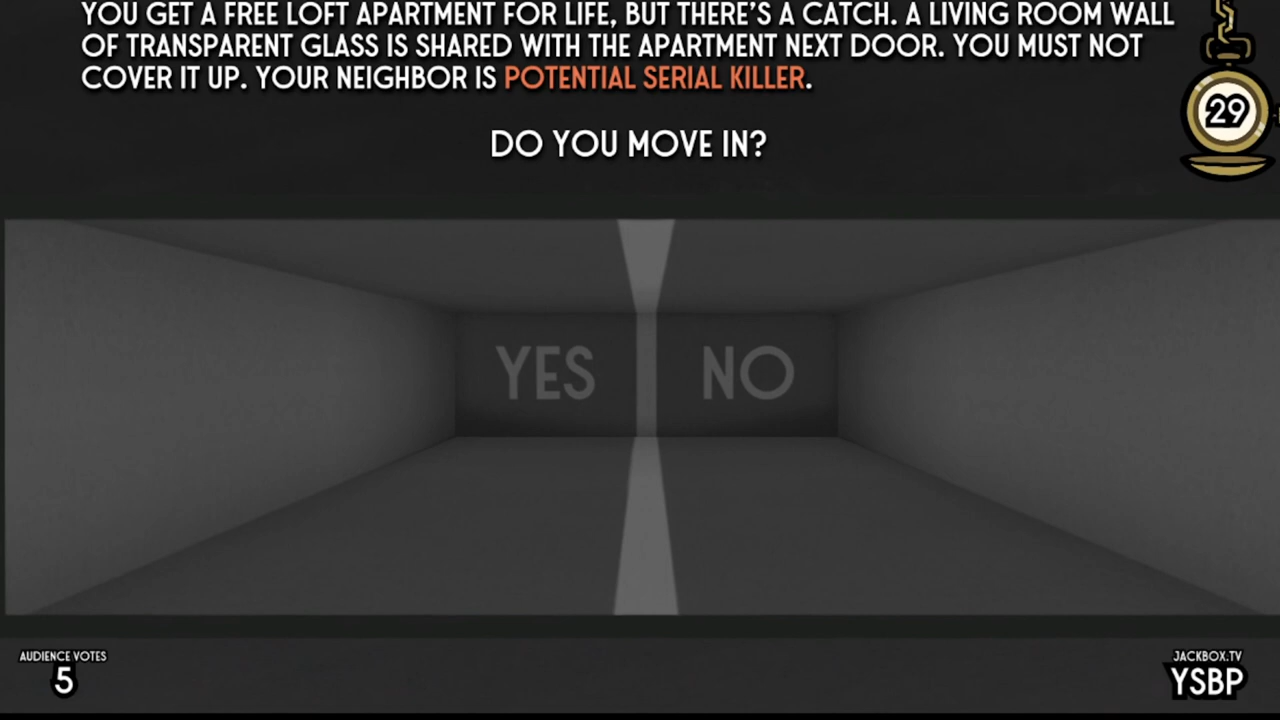 YOU GET A FREE LOFT APARTMENT FOR LIFE, BUT THERE'S A CATCH. A LIVING ROOM WALL
OF TRANSPARENT GLASS IS SHARED WITH THE APARTMENT NEXT DOOR. YOU MUST NOT
COVER IT UP. YOUR NEIGHBOR IS POTENTIAL SERIAL KILLER.
29
DO YOU MOVE IN?
YES NO
AUDIENCE VOTES
5
JACKBOX.TV
YSBP